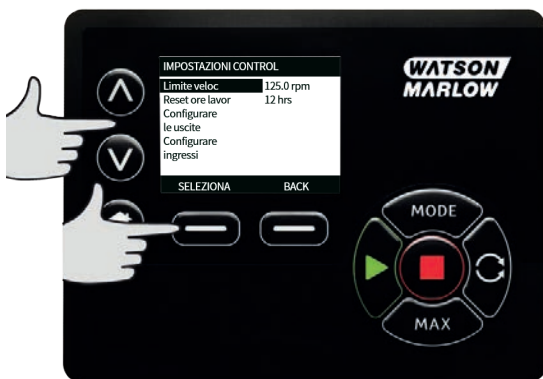 IMPOSTAZIONI CONTROL
Limite veloc 125.0 rpm
Reset ore lavor 12 hrs
Configurare
le uscite
Configurare
ingressi
SELEZIONA BACK
WATSON
MARLOW
MODE
MAX